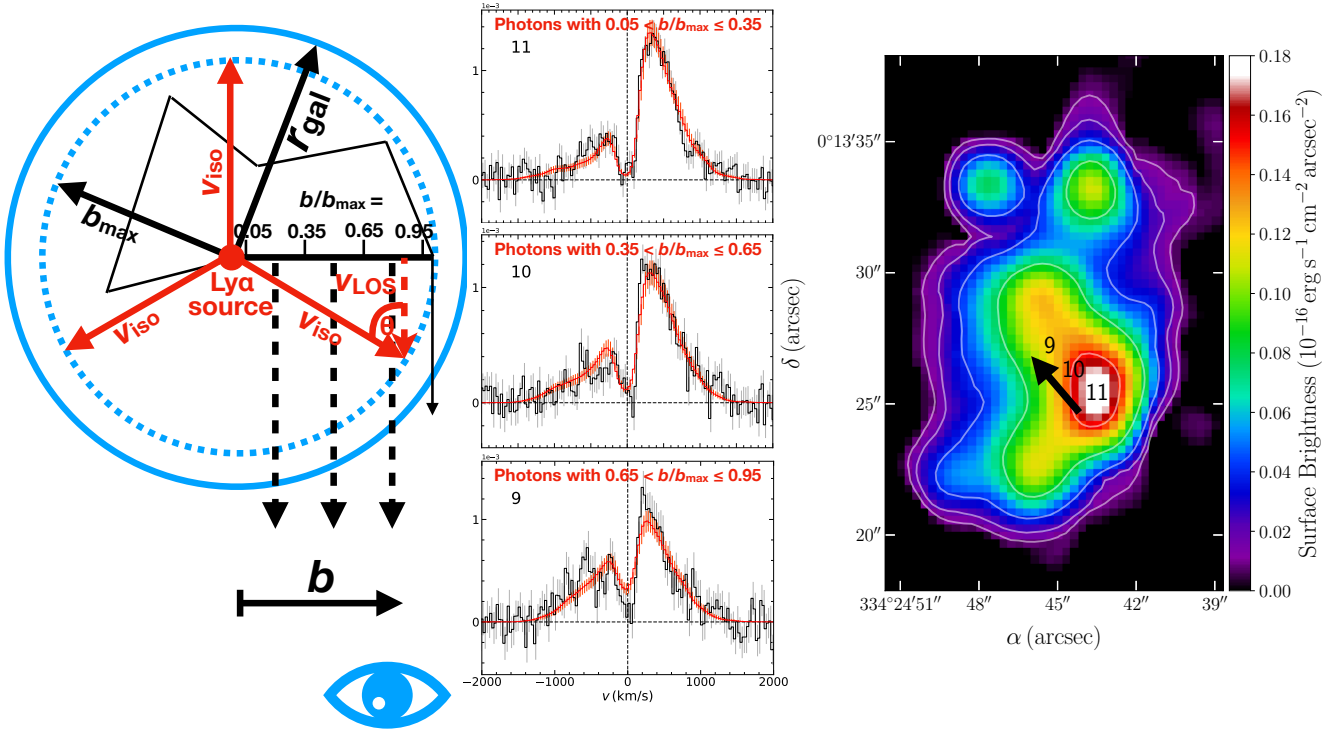 r_gal
v_iso
b_max
b/b_max =
0.05 0.35 0.65 0.95
Lyα
source
v_LOS
θ
v_iso
v_iso
b
1e−3
Photons with 0.05 < b/b_max ≤ 0.35
11
1
0
1e−3
Photons with 0.35 < b/b_max ≤ 0.65
10
1
0
1e−3
Photons with 0.65 < b/b_max ≤ 0.95
9
1
0
−2000 −1000 0 1000 2000
v (km/s)
δ (arcsec)
0°13′35″
30″
25″
20″
9
10
11
334°24′51″ 48″ 45″ 42″ 39″
α (arcsec)
0.18
0.16
0.14
0.12
0.10
0.08
0.06
0.04
0.02
0.00
Surface Brightness (10⁻¹⁶ erg s⁻¹ cm⁻² arcsec⁻²)